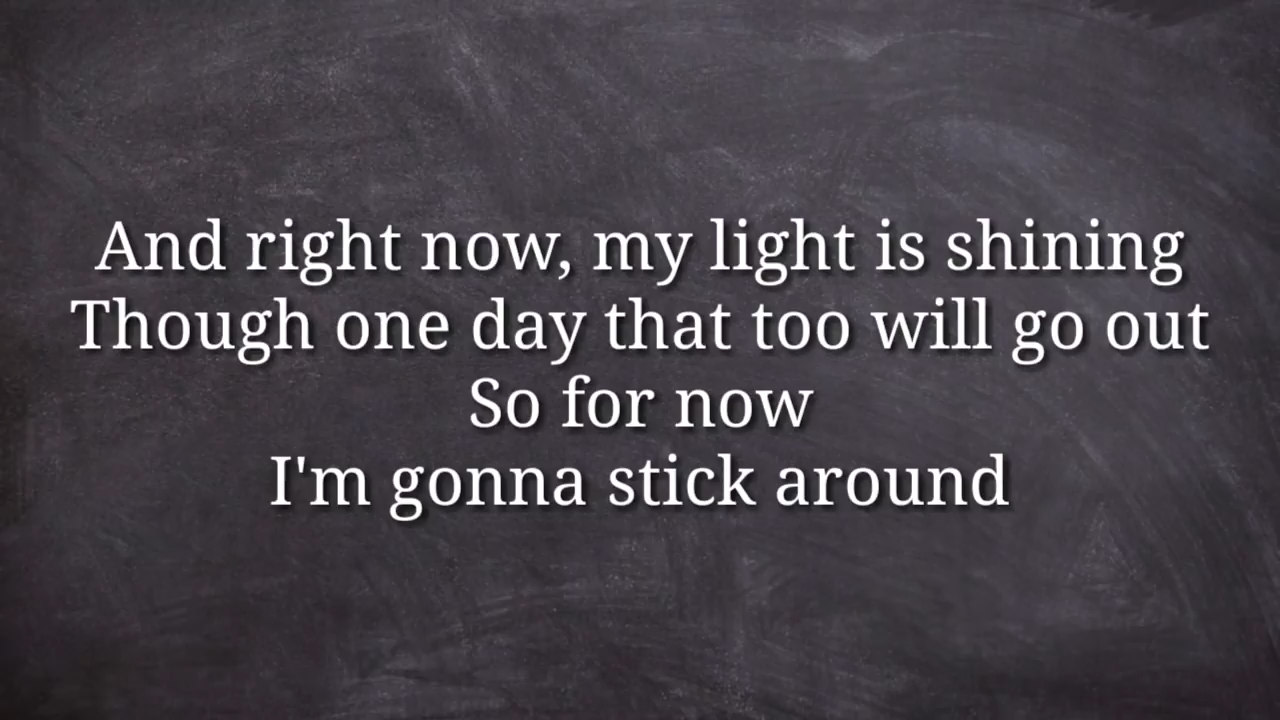 And right now, my light is shining
Though one day that too will go out
So for now
I'm gonna stick around